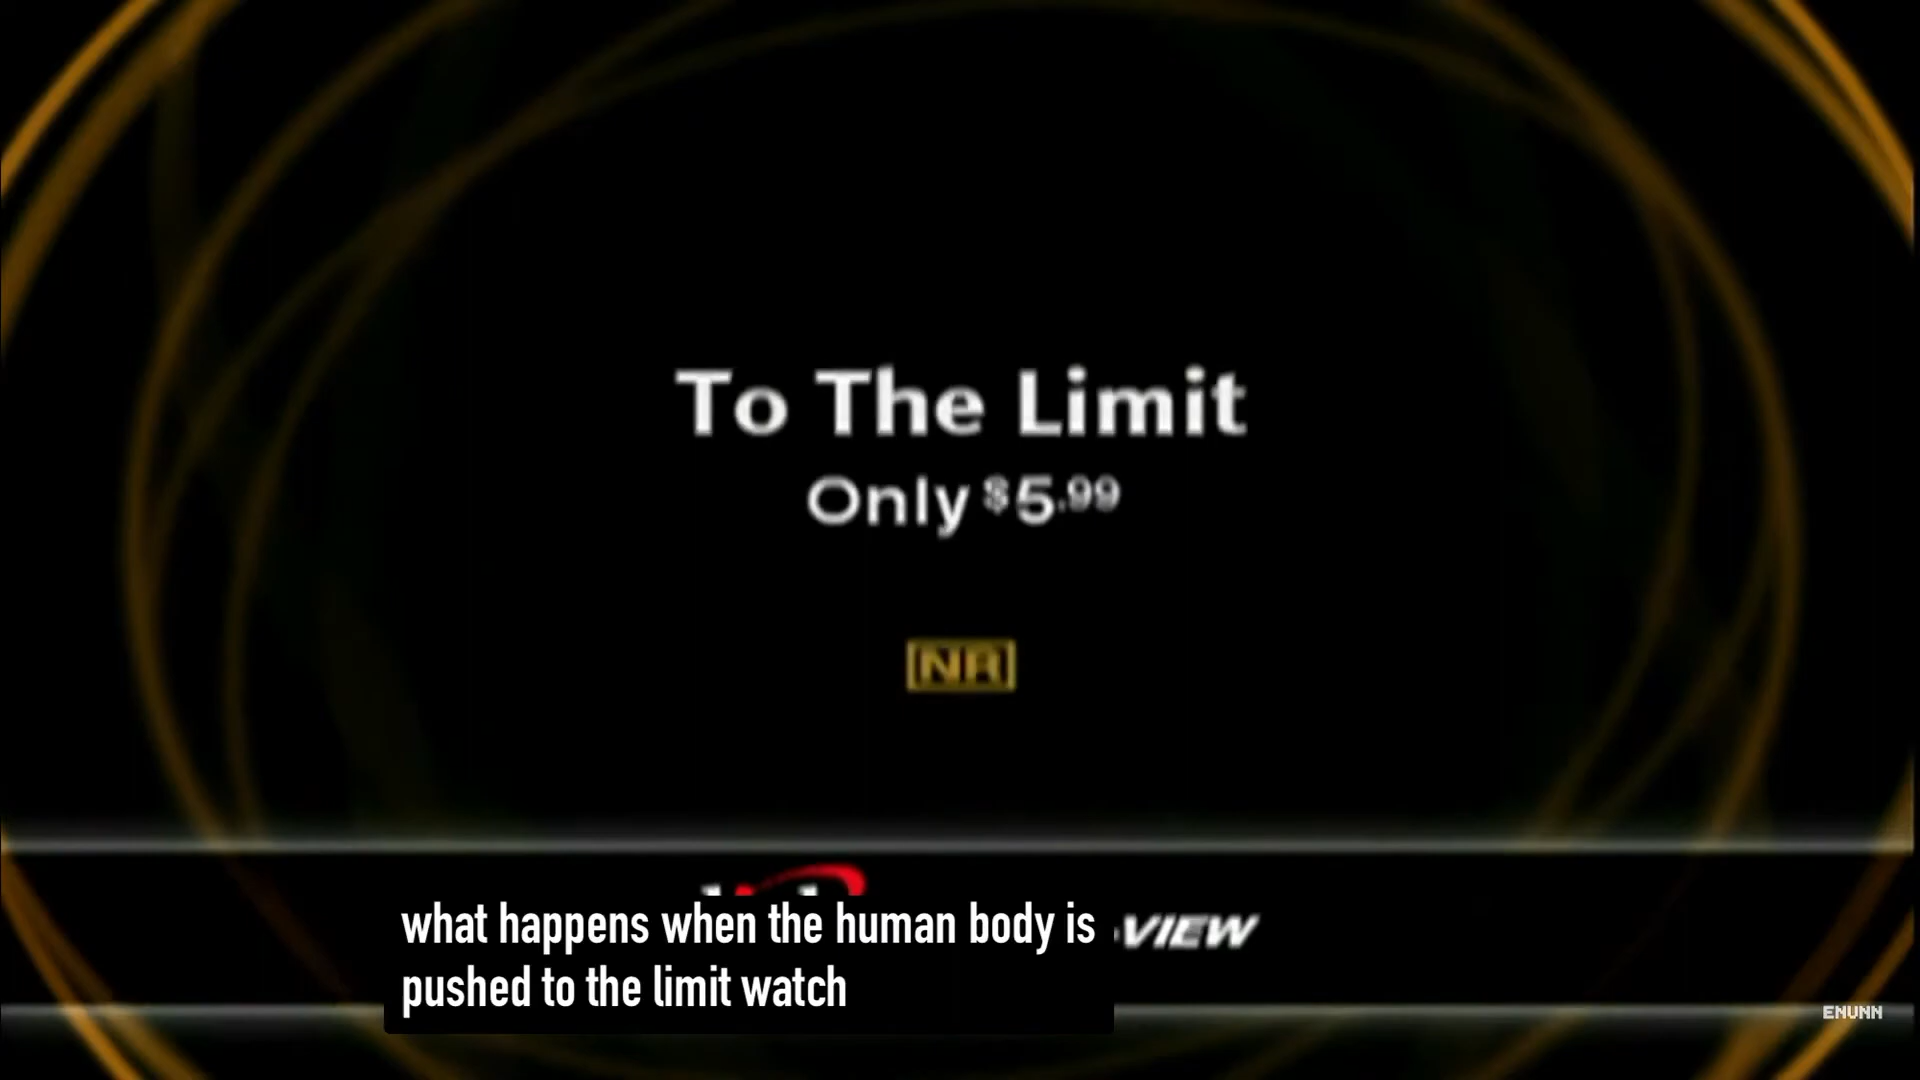 To The Limit
Only $5.99
NR
VIEW
what happens when the human body is
pushed to the limit watch
ENUNN